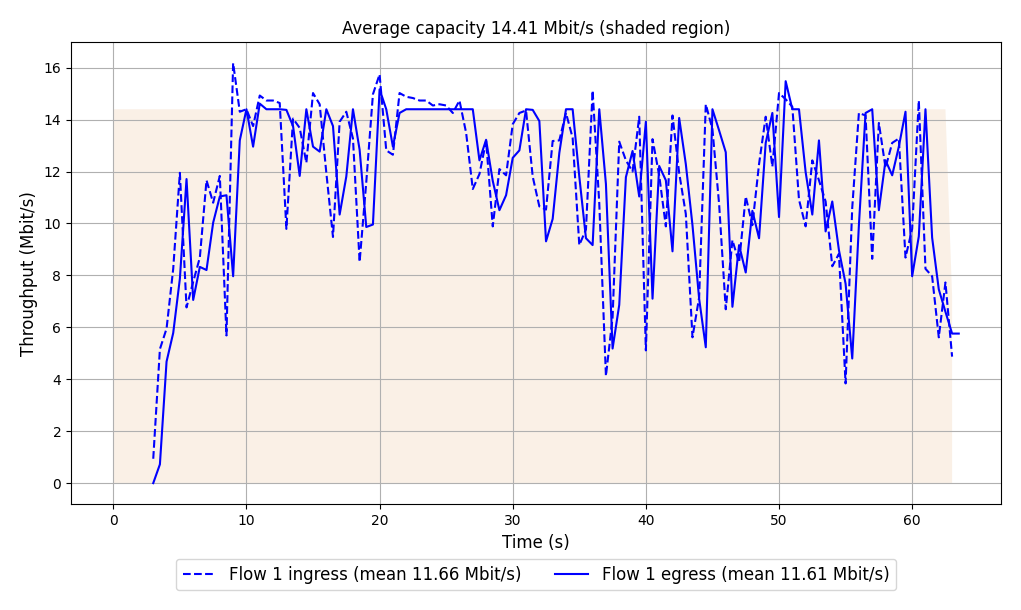 Average capacity 14.41 Mbit/s (shaded region)
16
14
12
10
8
6
4
2
0
Throughput (Mbit/s)
0 10 20 30 40 50 60
Time (s)
Flow 1 ingress (mean 11.66 Mbit/s) Flow 1 egress (mean 11.61 Mbit/s)